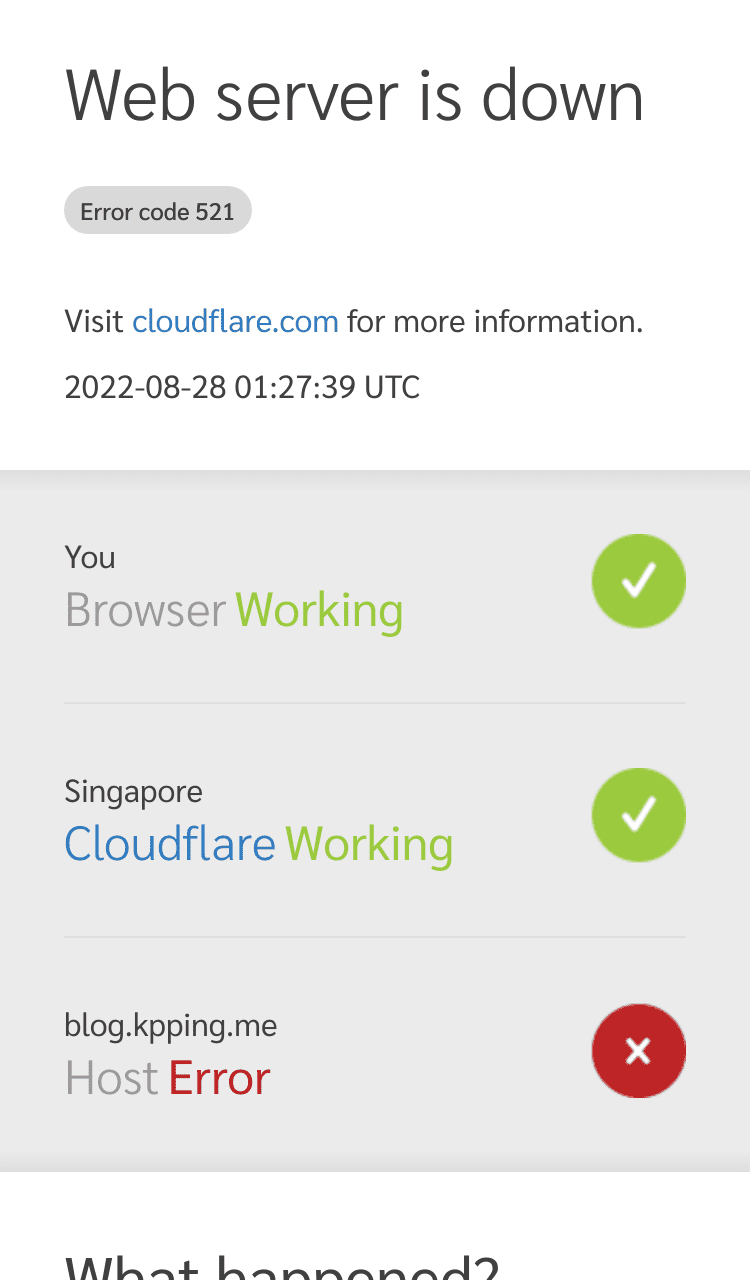 Web server is down
Error code 521
Visit cloudflare.com for more information.
2022-08-28 01:27:39 UTC
You
Browser Working
Singapore
Cloudflare Working
blog.kpping.me
Host Error
What happened?